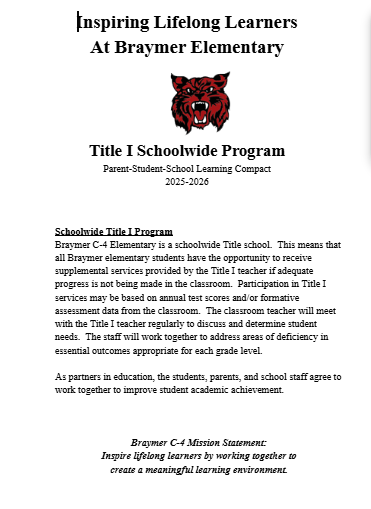 Inspiring Lifelong Learners
At Braymer Elementary
Title I Schoolwide Program
Parent-Student-School Learning Compact
2025-2026
Schoolwide Title I Program
Braymer C-4 Elementary is a schoolwide Title school. This means that
all Braymer elementary students have the opportunity to receive
supplemental services provided by the Title I teacher if adequate
progress is not being made in the classroom. Participation in Title I
services may be based on annual test scores and/or formative
assessment data from the classroom. The classroom teacher will meet
with the Title I teacher regularly to discuss and determine student
needs. The staff will work together to address areas of deficiency in
essential outcomes appropriate for each grade level.
As partners in education, the students, parents, and school staff agree to
work together to improve student academic achievement.
Braymer C-4 Mission Statement:
Inspire lifelong learners by working together to
create a meaningful learning environment.